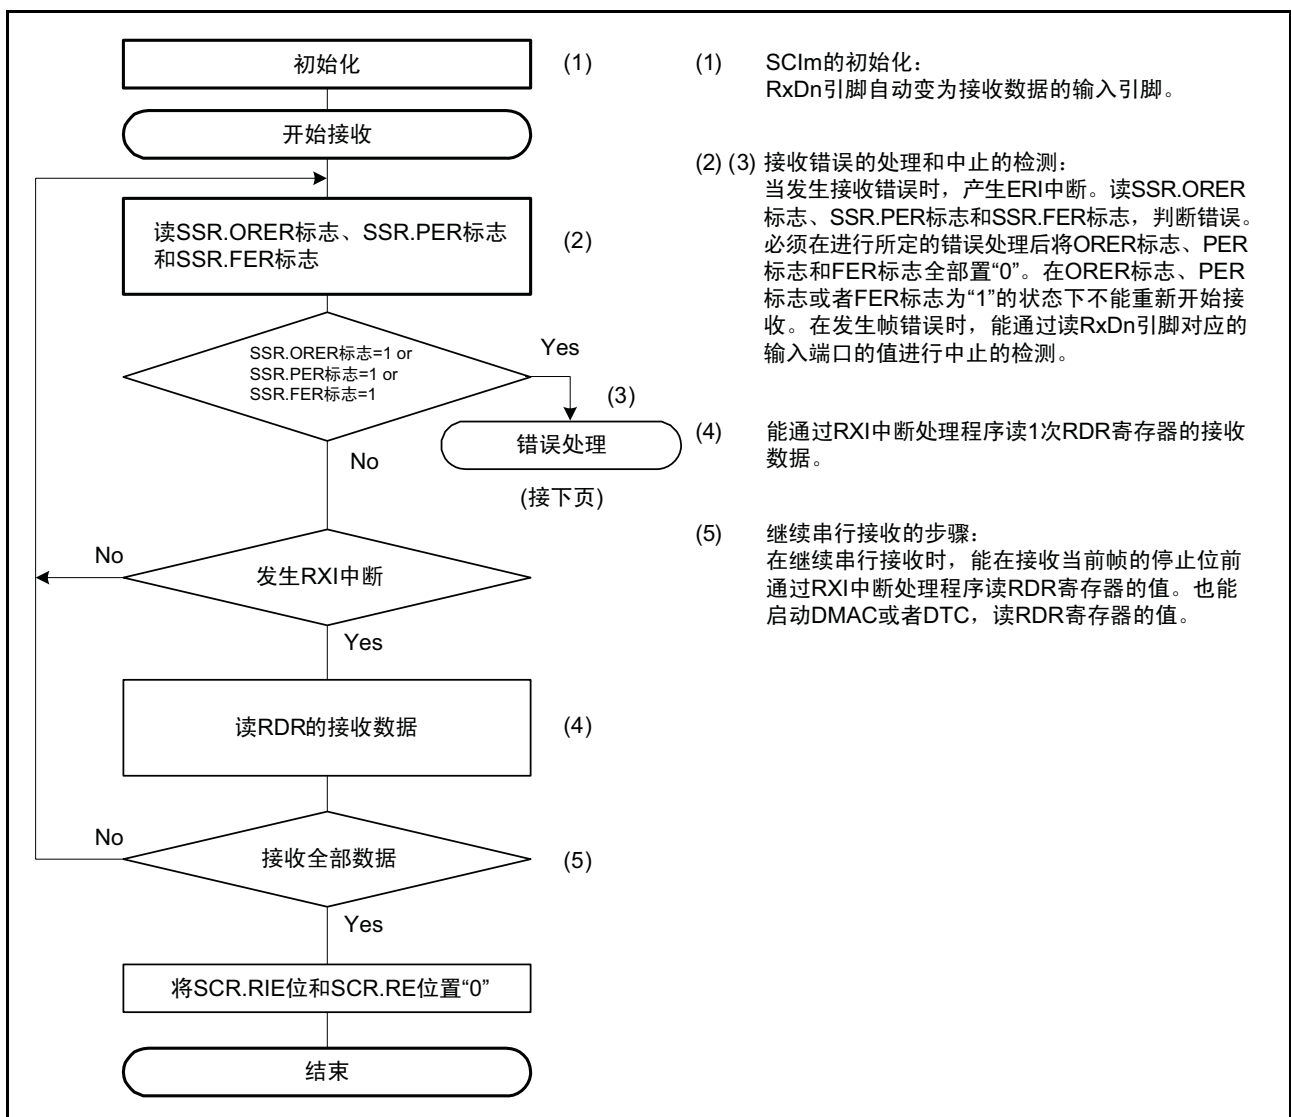 初始化
(1)
开始接收
读SSR.ORER标志、SSR.PER标志
和SSR.FER标志
(2)
SSR.ORER标志=1 or
SSR.PER标志=1 or
SSR.FER标志=1
Yes
(3)
错误处理
(接下页)
No
发生RXI中断
No
Yes
读RDR的接收数据
(4)
接收全部数据
No
(5)
Yes
将SCR.RIE位和SCR.RE位置“0”
结束
(1) SCIm的初始化：
RxDn引脚自动变为接收数据的输入引脚。
(2) (3) 接收错误的处理和中止的检测：
当发生接收错误时，产生ERI中断。读SSR.ORER
标志、SSR.PER标志和SSR.FER标志，判断错误。
必须在进行所定的错误处理后将ORER标志、PER
标志和FER标志全部置“0”。在ORER标志、PER
标志或者FER标志为“1”的状态下不能重新开始接
收。在发生帧错误时，能通过读RxDn引脚对应的
输入端口的值进行中止的检测。
(4) 能通过RXI中断处理程序读1次RDR寄存器的接收
数据。
(5) 继续串行接收的步骤：
在继续串行接收时，能在接收当前帧的停止位前
通过RXI中断处理程序读RDR寄存器的值。也能
启动DMAC或者DTC，读RDR寄存器的值。